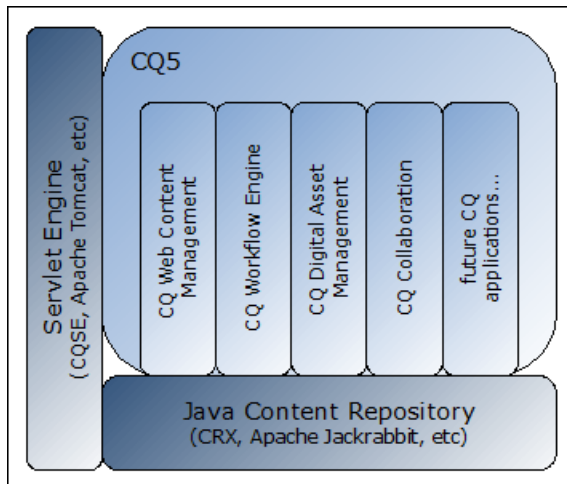 CQ5
Servlet Engine
(CQSE, Apache Tomcat, etc)
CQ Web Content
Management
CQ Workflow Engine
CQ Digital Asset
Management
CQ Collaboration
future CQ
applications...
Java Content Repository
(CRX, Apache Jackrabbit, etc)